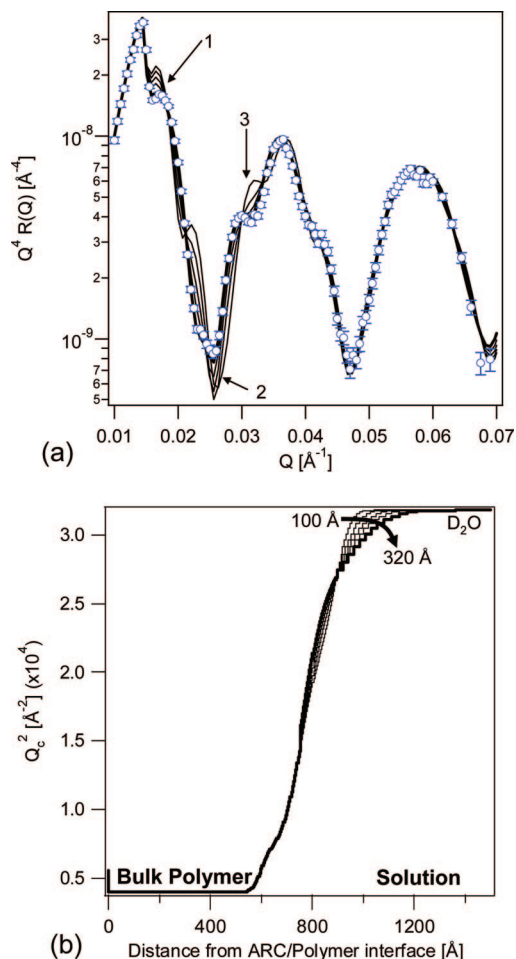 1
3
3
2
10⁻⁸
7
6
5
4
3
2
10⁻⁹
7
6
5
2
Q⁴ R(Q) [Å⁻⁴]
0.01 0.02 0.03 0.04 0.05 0.06 0.07
(a) Q [Å⁻¹]
3.0
2.5
2.0
1.5
1.0
0.5
Q_c² [Å⁻²] (x10⁴)
100 Å
D₂O
320 Å
Bulk Polymer Solution
0 400 800 1200
(b) Distance from ARC/Polymer interface [Å]